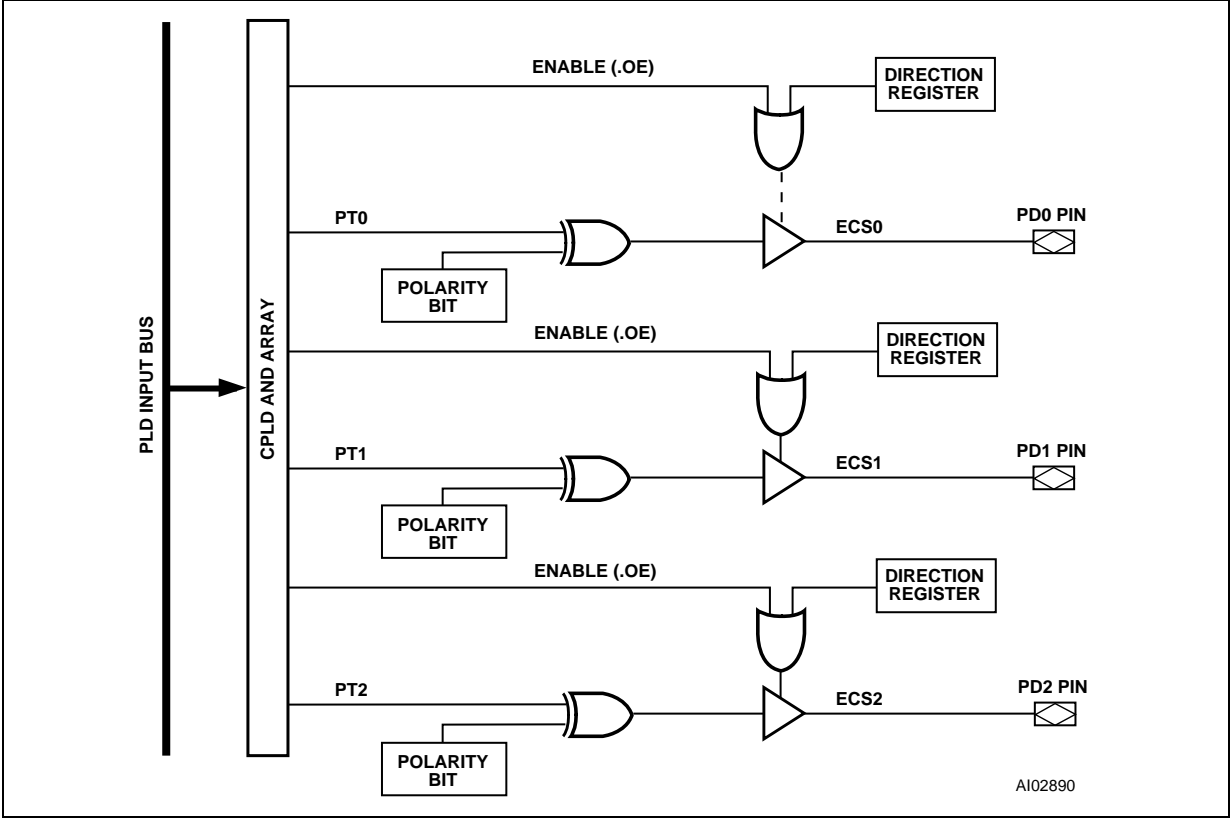 ENABLE (.OE)
DIRECTION
REGISTER
PT0
ECS0
PD0 PIN
POLARITY
BIT
PLD INPUT BUS
CPLD AND ARRAY
ENABLE (.OE)
DIRECTION
REGISTER
PT1
ECS1
PD1 PIN
POLARITY
BIT
ENABLE (.OE)
DIRECTION
REGISTER
PT2
ECS2
PD2 PIN
POLARITY
BIT
AI02890